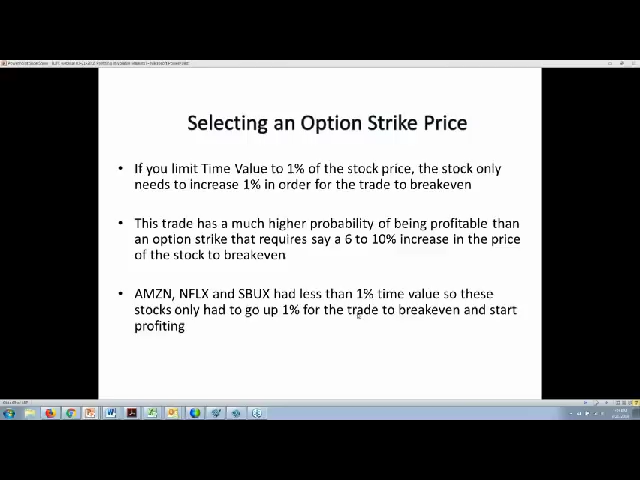 Selecting an Option Strike Price
• If you limit Time Value to 1% of the stock price, the stock only
needs to increase 1% in order for the trade to breakeven
• This trade has a much higher probability of being profitable than
an option strike that requires say a 6 to 10% increase in the price
of the stock to breakeven
• AMZN, NFLX and SBUX had less than 1% time value so these
stocks only had to go up 1% for the trade to breakeven and start
profiting